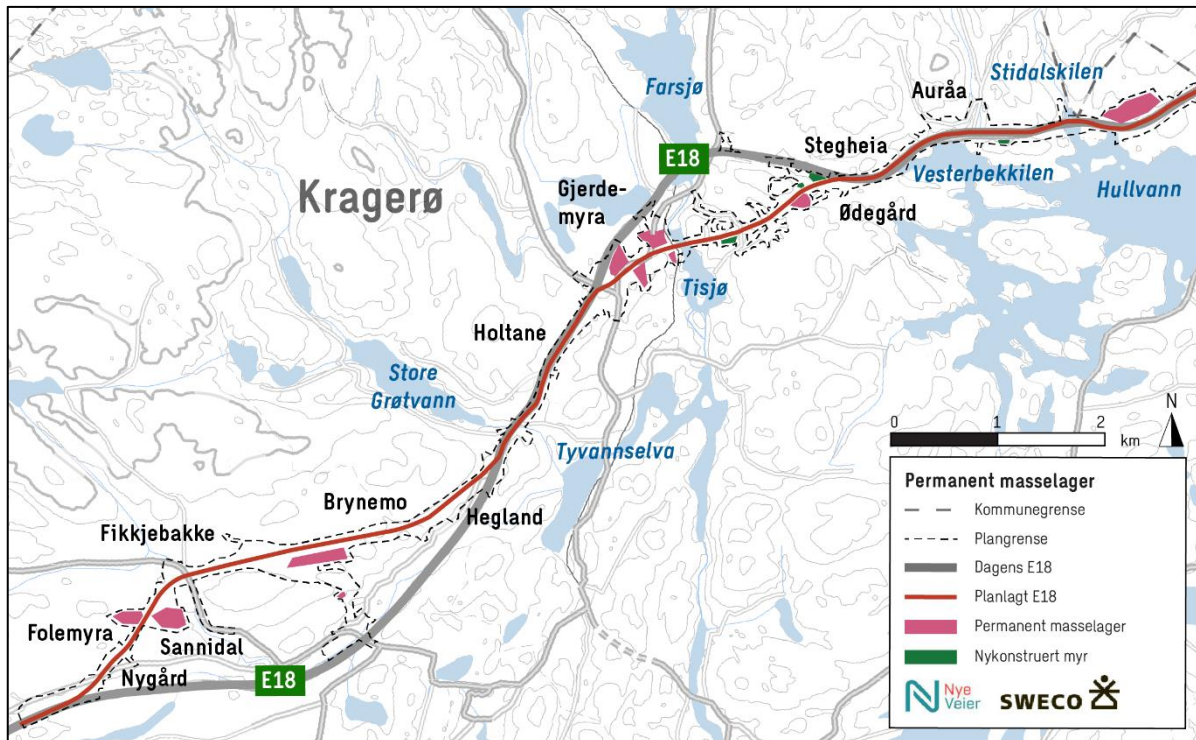 Farsjø
Stidalskilen
Auråa
Stegheia
E18
Vesterbekkilen
Gjerde-
myra
Hullvann
Kragerø
Ødegård
Tisjø
Holtane
Store
Grøtvann
Tyvannselva
Brynemo
Hegland
Fikkjebakke
Folemyra
Sannidal
Nygård
E18
N
0 1 2
km
Permanent masselager
Kommunegrense
Plangrense
Dagens E18
Planlagt E18
Permanent masselager
Nykonstruert myr
Nye
Veier
SWECO